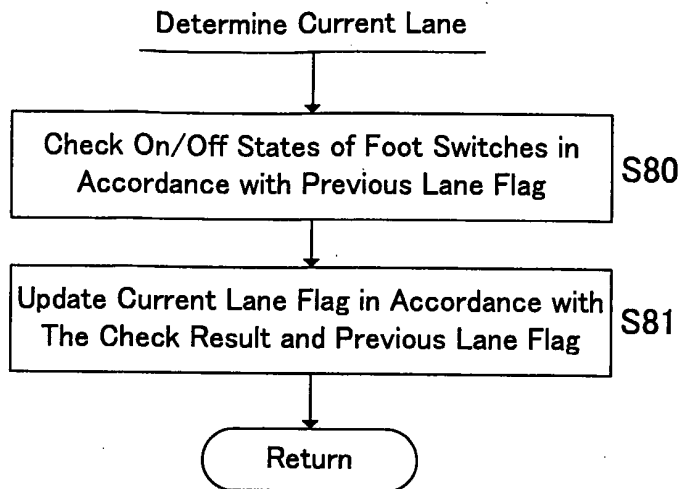 Determine Current Lane
Check On/Off States of Foot Switches in
Accordance with Previous Lane Flag
S80
Update Current Lane Flag in Accordance with
The Check Result and Previous Lane Flag
S81
Return